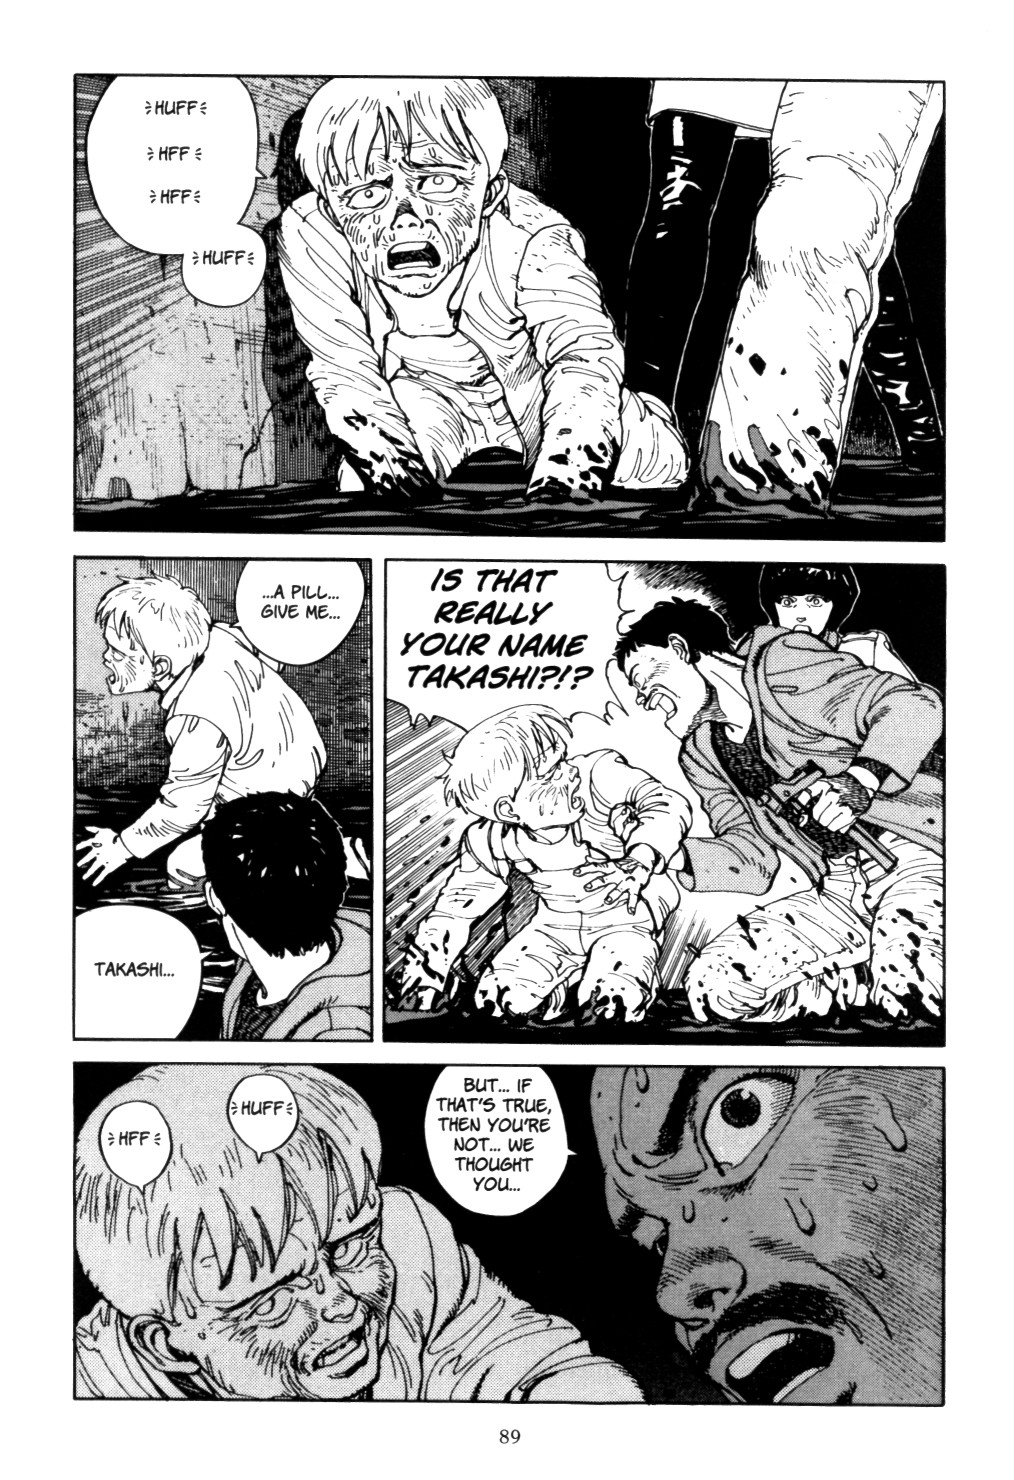 HUFF
HFF
HFF
HUFF
...A PILL...
GIVE ME...
TAKASHI...
IS THAT
REALLY
YOUR NAME
TAKASHI?!?
HFF
HUFF
BUT... IF
THAT'S TRUE,
THEN YOU'RE
NOT... WE
THOUGHT
YOU...
89